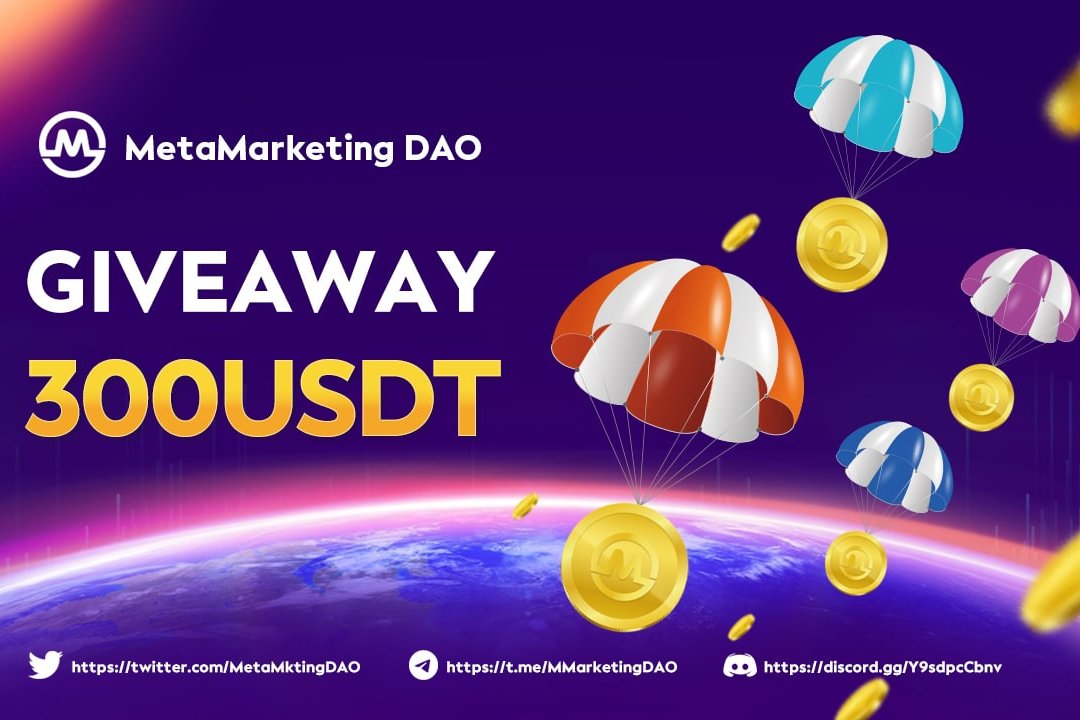 MetaMarketing DAO
GIVEAWAY
300USDT
https://twitter.com/MetaMktingDAO
https://t.me/MMarketingDAO
https://discord.gg/Y9sdpcCbnv